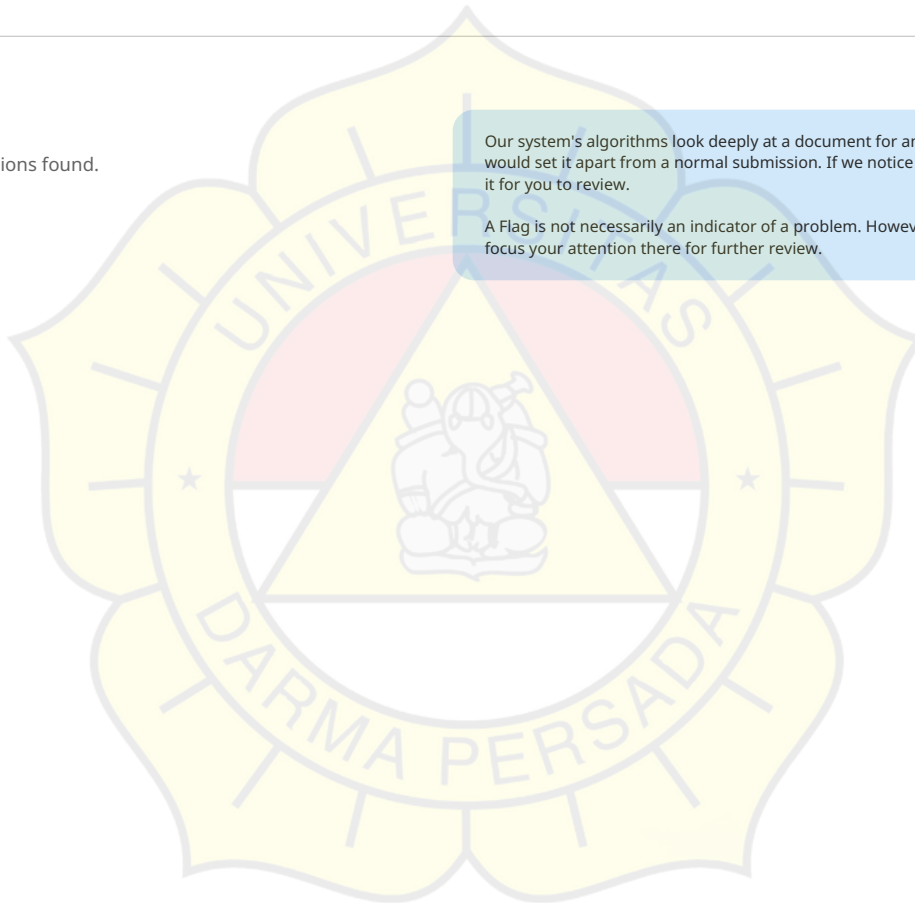 ions found.
Our system's algorithms look deeply at a document for
would set it apart from a normal submission. If we notice
it for you to review.
A Flag is not necessarily an indicator of a problem.
focus your attention there for further review.
UNIVERSITAS
DARMA PERSADA